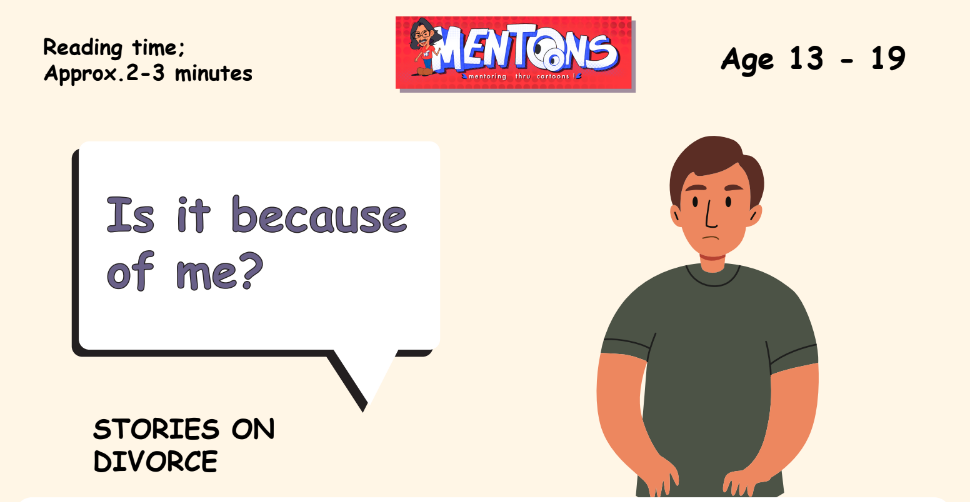 Reading time;
Approx.2-3 minutes
MENTOONS
mentoring thru cartoons !
Age 13 - 19
Is it because
of me?
STORIES ON
DIVORCE